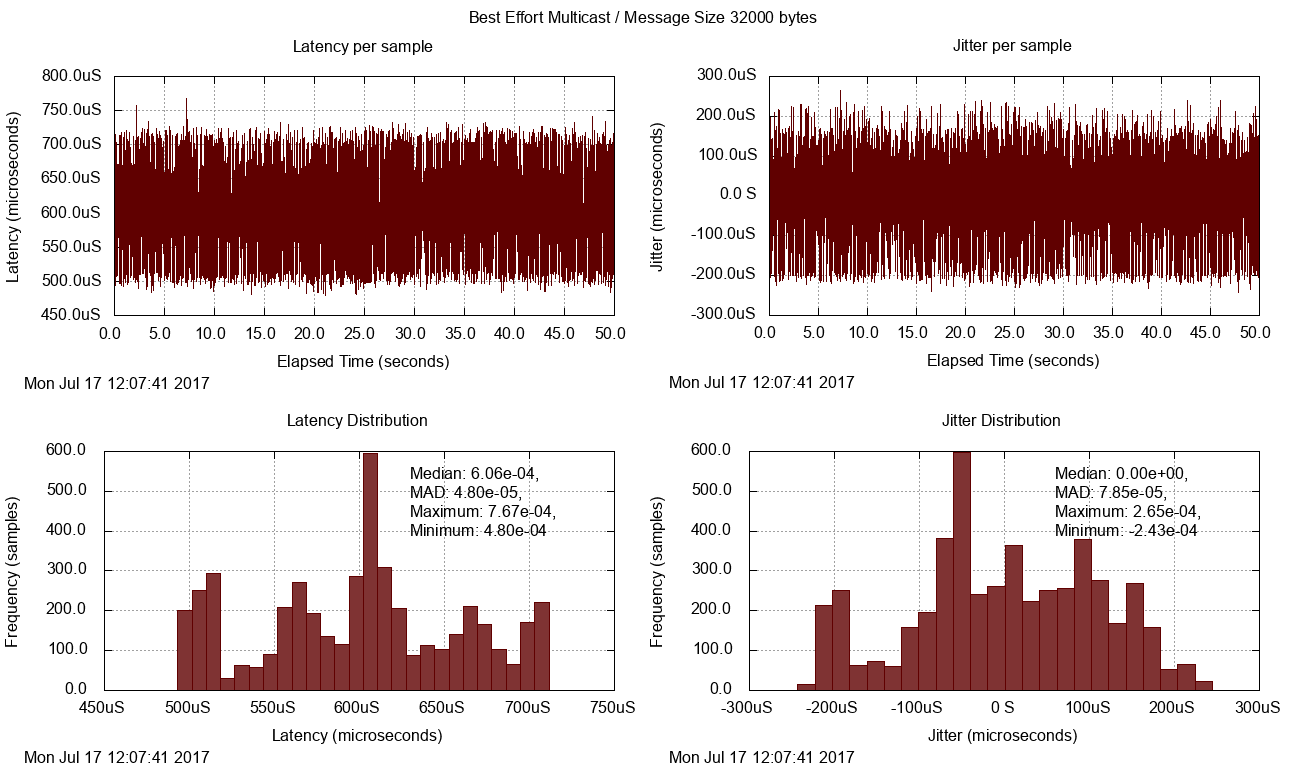 Best Effort Multicast / Message Size 32000 bytes
Latency per sample
800.0uS
750.0uS
700.0uS
650.0uS
600.0uS
550.0uS
500.0uS
450.0uS
Latency (microseconds)
0.0 5.0 10.0 15.0 20.0 25.0 30.0 35.0 40.0 45.0 50.0
Elapsed Time (seconds)
Mon Jul 17 12:07:41 2017
Jitter per sample
300.0uS
200.0uS
100.0uS
0.0 S
-100.0uS
-200.0uS
-300.0uS
Jitter (microseconds)
0.0 5.0 10.0 15.0 20.0 25.0 30.0 35.0 40.0 45.0 50.0
Elapsed Time (seconds)
Mon Jul 17 12:07:41 2017
Latency Distribution
600.0
500.0
400.0
300.0
200.0
100.0
0.0
Frequency (samples)
Median: 6.06e-04,
MAD: 4.80e-05,
Maximum: 7.67e-04,
Minimum: 4.80e-04
450uS 500uS 550uS 600uS 650uS 700uS 750uS
Latency (microseconds)
Mon Jul 17 12:07:41 2017
Jitter Distribution
600.0
500.0
400.0
300.0
200.0
100.0
0.0
Frequency (samples)
Median: 0.00e+00,
MAD: 7.85e-05,
Maximum: 2.65e-04,
Minimum: -2.43e-04
-300uS -200uS -100uS 0 S 100uS 200uS 300uS
Jitter (microseconds)
Mon Jul 17 12:07:41 2017